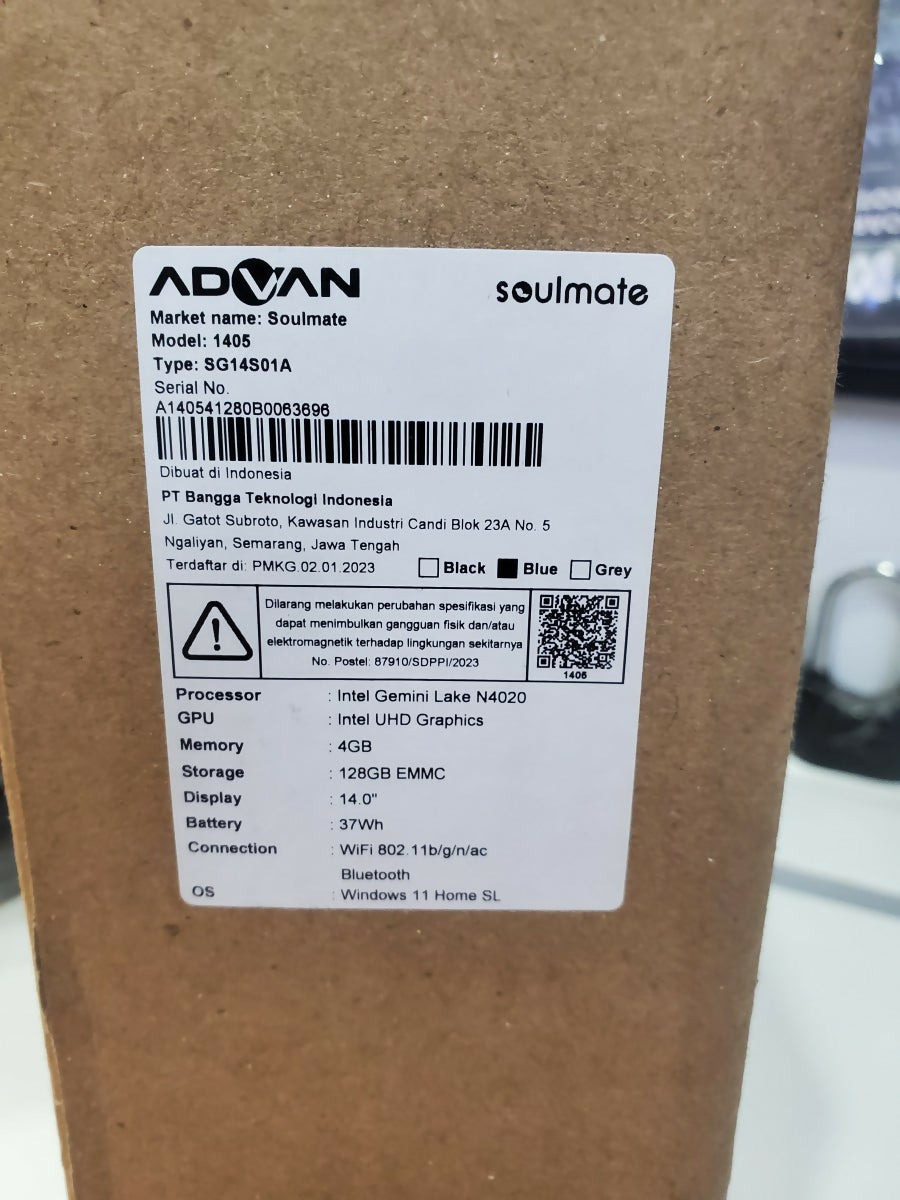 ADVAN
soulmate
Market name: Soulmate
Model: 1405
Type: SG14S01A
Serial No.
A140541280B0063696
Dibuat di Indonesia
PT Bangga Teknologi Indonesia
Jl. Gatot Subroto, Kawasan Industri Candi Blok 23A No. 5
Ngaliyan, Semarang, Jawa Tengah
Terdaftar di: PMKG.02.01.2023 Black Blue Grey
Dilarang melakukan perubahan spesifikasi yang
dapat menimbulkan gangguan fisik dan/atau
elektromagnetik terhadap lingkungan sekitarnya
No. Postel: 87910/SDPPI/2023
1405
Processor : Intel Gemini Lake N4020
GPU : Intel UHD Graphics
Memory : 4GB
Storage : 128GB EMMC
Display : 14.0"
Battery : 37Wh
Connection : WiFi 802.11b/g/n/ac
Bluetooth
OS : Windows 11 Home SL